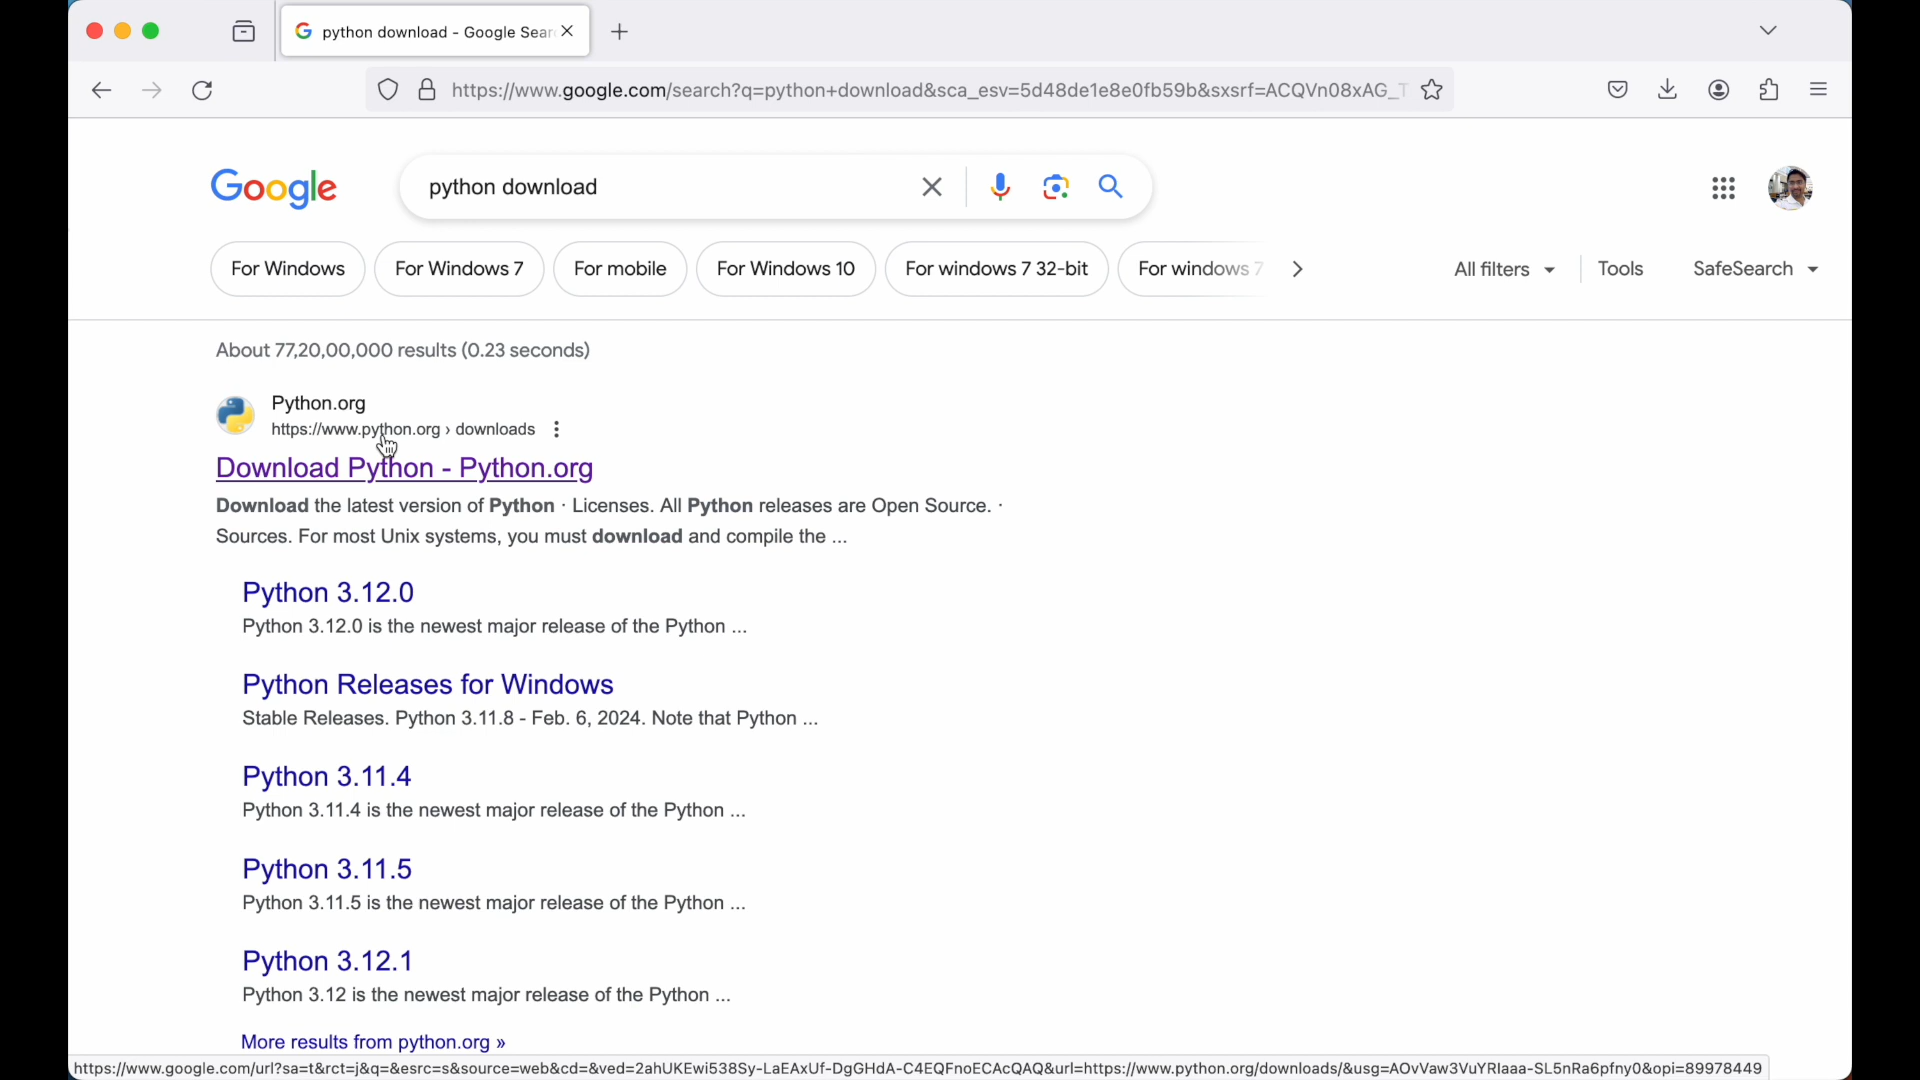 python download - Google Sear
https://www.google.com/search?q=python+download&sca_esv=5d48de1e8e0fb59b&sxsrf=ACQVn08xAG_T
Google
python download
For Windows
For Windows 7
For mobile
For Windows 10
For windows 7 32-bit
For windows 7
All filters
Tools
SafeSearch
About 77,20,00,000 results (0.23 seconds)
Python.org
https://www.python.org › downloads
Download Python - Python.org
Download the latest version of Python · Licenses. All Python releases are Open Source. ·
Sources. For most Unix systems, you must download and compile the ...
Python 3.12.0
Python 3.12.0 is the newest major release of the Python ...
Python Releases for Windows
Stable Releases. Python 3.11.8 - Feb. 6, 2024. Note that Python ...
Python 3.11.4
Python 3.11.4 is the newest major release of the Python ...
Python 3.11.5
Python 3.11.5 is the newest major release of the Python ...
Python 3.12.1
Python 3.12 is the newest major release of the Python ...
More results from python.org »
https://www.google.com/url?sa=t&rct=j&q=&esrc=s&source=web&cd=&ved=2ahUKEwi538Sy-LaEAxUf-DgGHdA-C4EQFnoECAcQAQ&url=https://www.python.org/downloads/&usg=AOvVaw3VuYRlaaa-SL5nRa6pfny0&opi=89978449